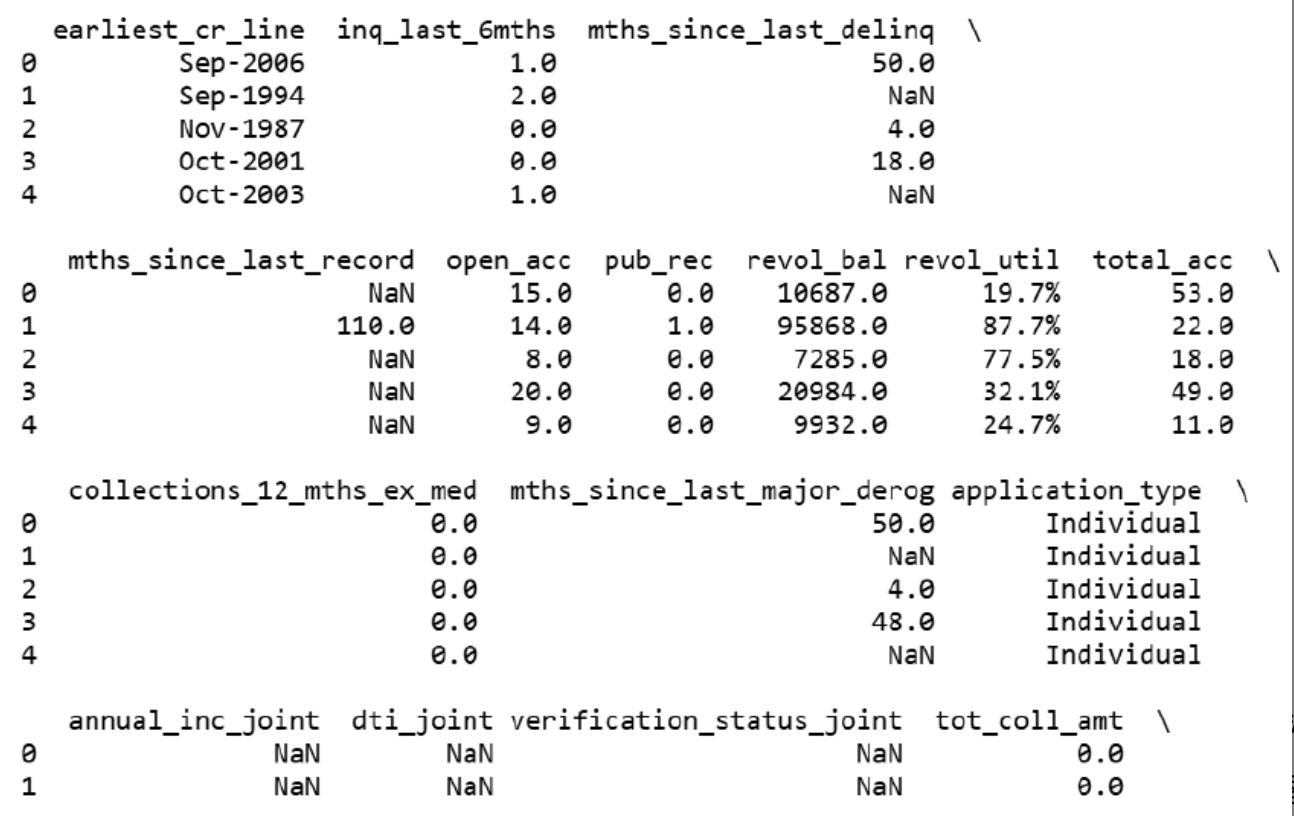 earliest_cr_line  inq_last_6mths  mths_since_last_delinq  \
0         Sep-2006             1.0                    50.0
1         Sep-1994             2.0                     NaN
2         Nov-1987             0.0                     4.0
3         Oct-2001             0.0                    18.0
4         Oct-2003             1.0                     NaN
mths_since_last_record  open_acc  pub_rec  revol_bal revol_util  total_acc  \
0                     NaN      15.0      0.0    10687.0      19.7%       53.0
1                   110.0      14.0      1.0    95868.0      87.7%       22.0
2                     NaN       8.0      0.0     7285.0      77.5%       18.0
3                     NaN      20.0      0.0    20984.0      32.1%       49.0
4                     NaN       9.0      0.0     9932.0      24.7%       11.0
collections_12_mths_ex_med  mths_since_last_major_derog application_type  \
0                         0.0                         50.0       Individual
1                         0.0                          NaN       Individual
2                         0.0                          4.0       Individual
3                         0.0                         48.0       Individual
4                         0.0                          NaN       Individual
annual_inc_joint  dti_joint verification_status_joint  tot_coll_amt  \
0               NaN        NaN                       NaN           0.0
1               NaN        NaN                       NaN           0.0